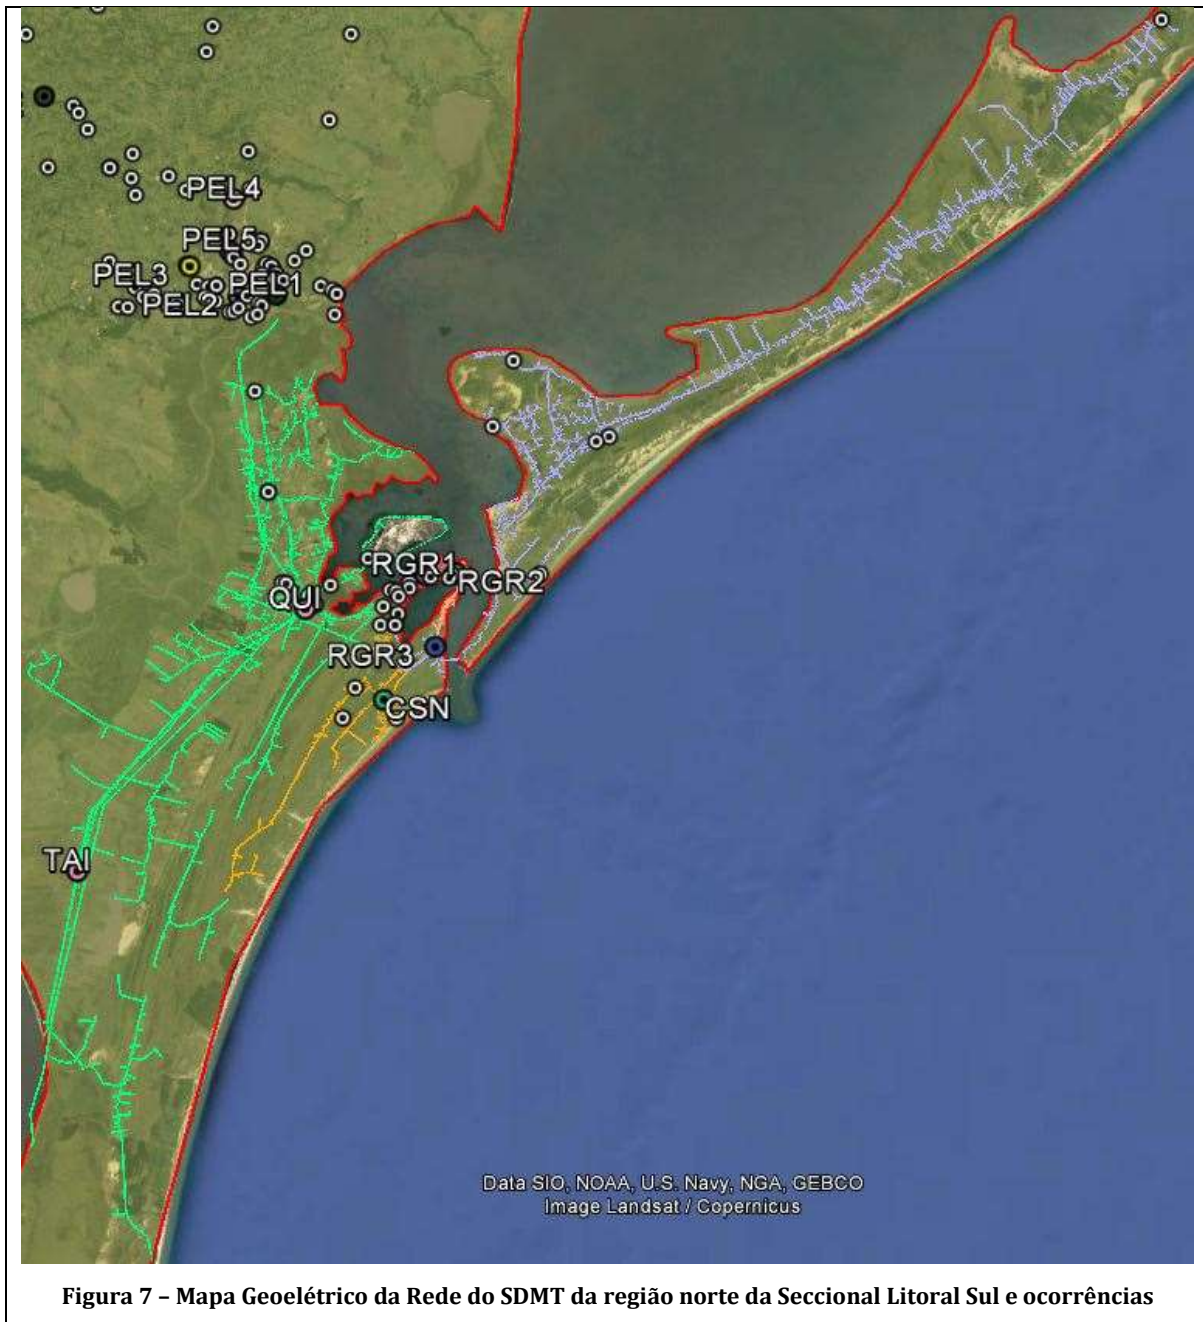 PEL4
PEL5
PEL3
PEL1
PEL2
RGR1
RGR2
QUI
RGR3
CSN
TAI
Data SIO, NOAA, U.S. Navy, NGA, GEBCO
Image Landsat / Copernicus
Figura 7 – Mapa Geoelétrico da Rede do SDMT da região norte da Seccional Litoral Sul e ocorrências